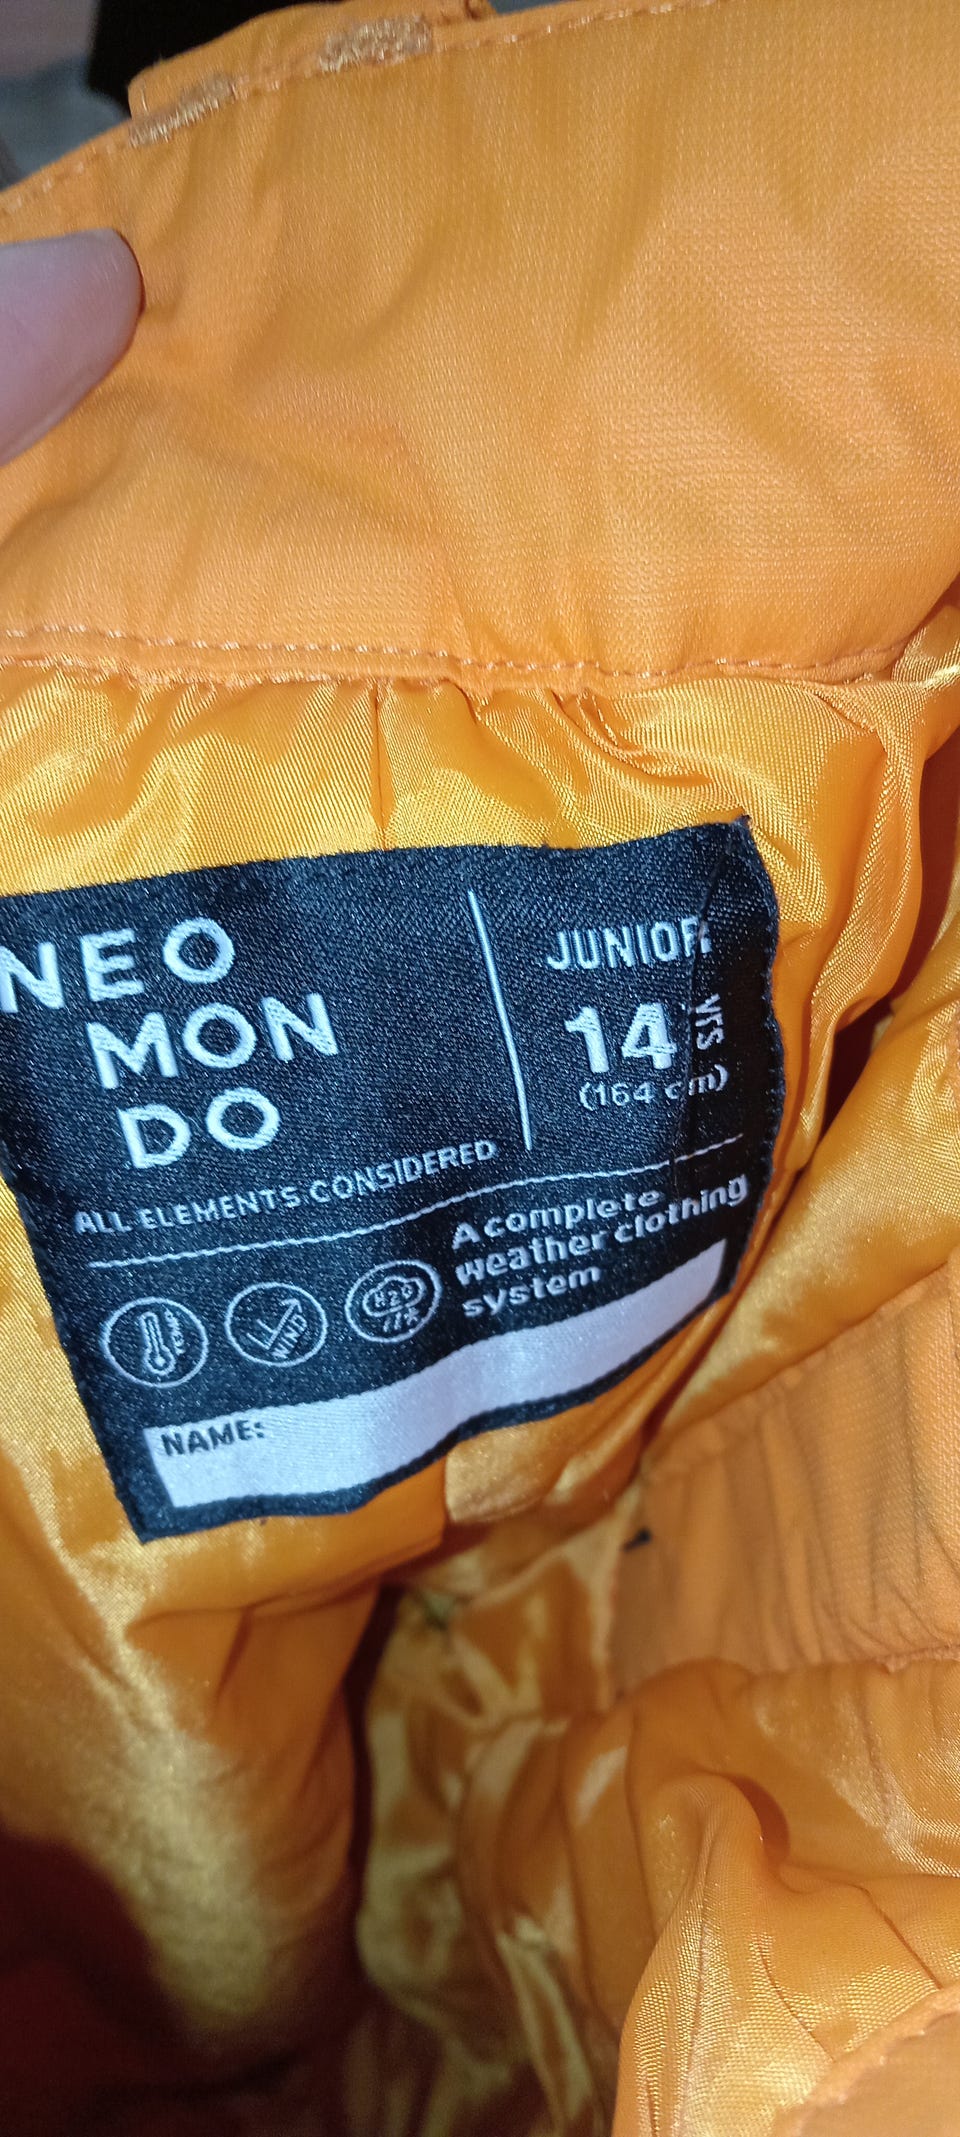 NEO
MON
DO
JUNIOR
14 yrs
(164 cm)
ALL ELEMENTS CONSIDERED
A complete
weather clothing
system
WIND
H2O
NAME: